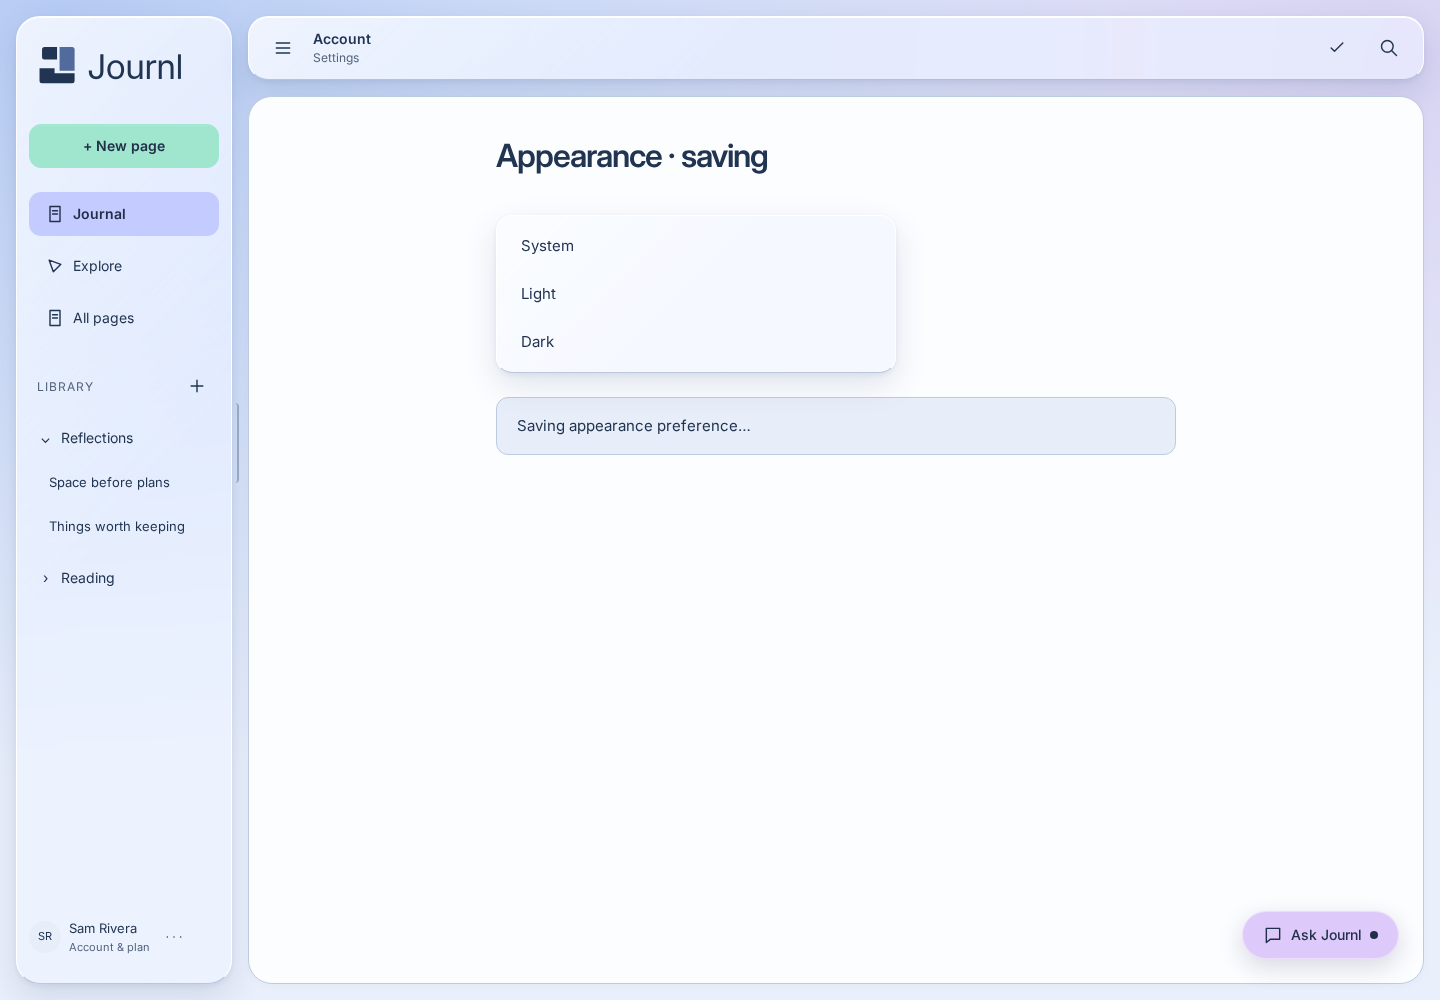 Journl
+ New page
Journal
Explore
All pages
LIBRARY
Reflections
Space before plans
Things worth keeping
Reading
SR
Sam Rivera
Account & plan
...
Account
Settings
Appearance · saving
System
Light
Dark
Saving appearance preference...
Ask Journl